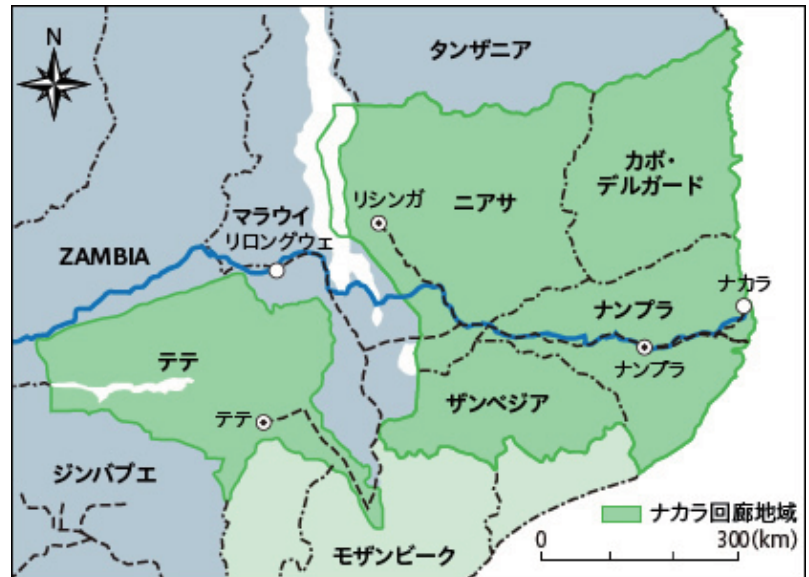 N
タンザニア
カボ・
デルガード
リシンガ
ニアサ
マラウイ
リロングウェ
ZAMBIA
ナカラ
ナンプラ
テテ
ナンプラ
ザンベジア
テテ
ジンバブエ
ナカラ回廊地域
モザンビーク
0
300(km)